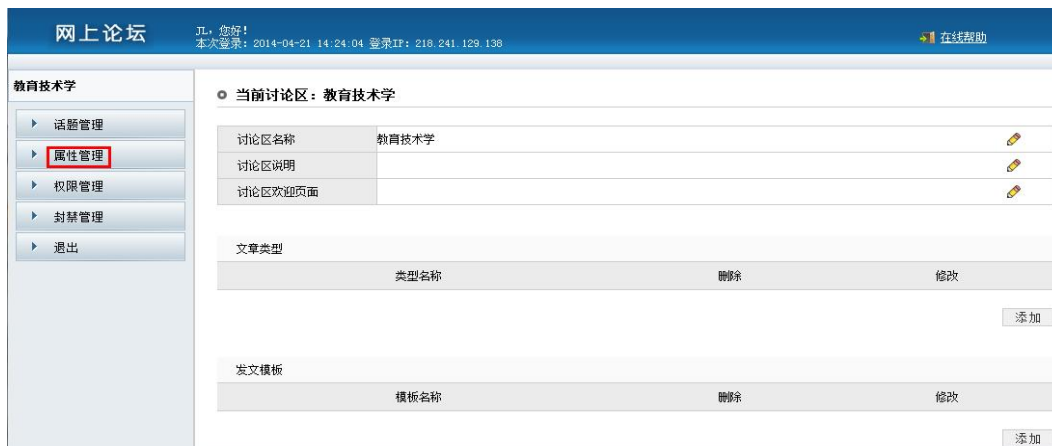 网上论坛
兀，您好！
本次登录：2014-04-21 14:24:04 登录IP：218.241.129.138
在线帮助
教育技术学
话题管理
属性管理
权限管理
封禁管理
退出
当前讨论区：教育技术学
讨论区名称 教育技术学
讨论区说明
讨论区欢迎页面
文章类型
类型名称 删除 修改
添加
发文模板
模板名称 删除 修改
添加